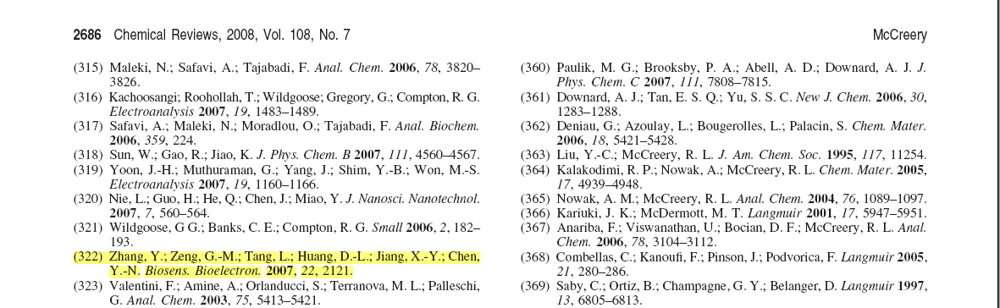 2686 Chemical Reviews, 2008, Vol. 108, No. 7
McCreery
(315) Maleki, N.; Safavi, A.; Tajabadi, F. Anal. Chem. 2006, 78, 3820–
3826.
(316) Kachoosangi; Roohollah, T.; Wildgoose; Gregory, G.; Compton, R. G.
Electroanalysis 2007, 19, 1483–1489.
(317) Safavi, A.; Maleki, N.; Moradlou, O.; Tajabadi, F. Anal. Biochem.
2006, 359, 224.
(318) Sun, W.; Gao, R.; Jiao, K. J. Phys. Chem. B 2007, 111, 4560–4567.
(319) Yoon, J.-H.; Muthuraman, G.; Yang, J.; Shim, Y.-B.; Won, M.-S.
Electroanalysis 2007, 19, 1160–1166.
(320) Nie, L.; Guo, H.; He, Q.; Chen, J.; Miao, Y. J. Nanosci. Nanotechnol.
2007, 7, 560–564.
(321) Wildgoose, G G.; Banks, C. E.; Compton, R. G. Small 2006, 2, 182–
193.
(322) Zhang, Y.; Zeng, G.-M.; Tang, L.; Huang, D.-L.; Jiang, X.-Y.; Chen,
Y.-N. Biosens. Bioelectron. 2007, 22, 2121.
(323) Valentini, F.; Amine, A.; Orlanducci, S.; Terranova, M. L.; Palleschi,
G. Anal. Chem. 2003, 75, 5413–5421.
(360) Paulik, M. G.; Brooksby, P. A.; Abell, A. D.; Downard, A. J. J.
Phys. Chem. C 2007, 111, 7808–7815.
(361) Downard, A. J.; Tan, E. S. Q.; Yu, S. S. C. New J. Chem. 2006, 30,
1283–1288.
(362) Deniau, G.; Azoulay, L.; Bougerolles, L.; Palacin, S. Chem. Mater.
2006, 18, 5421–5428.
(363) Liu, Y.-C.; McCreery, R. L. J. Am. Chem. Soc. 1995, 117, 11254.
(364) Kalakodimi, R. P.; Nowak, A.; McCreery, R. L. Chem. Mater. 2005,
17, 4939–4948.
(365) Nowak, A. M.; McCreery, R. L. Anal. Chem. 2004, 76, 1089–1097.
(366) Kariuki, J. K.; McDermott, M. T. Langmuir 2001, 17, 5947–5951.
(367) Anariba, F.; Viswanathan, U.; Bocian, D. F.; McCreery, R. L. Anal.
Chem. 2006, 78, 3104–3112.
(368) Combellas, C.; Kanoufi, F.; Pinson, J.; Podvorica, F. Langmuir 2005,
21, 280–286.
(369) Saby, C.; Ortiz, B.; Champagne, G. Y.; Belanger, D. Langmuir 1997,
13, 6805–6813.